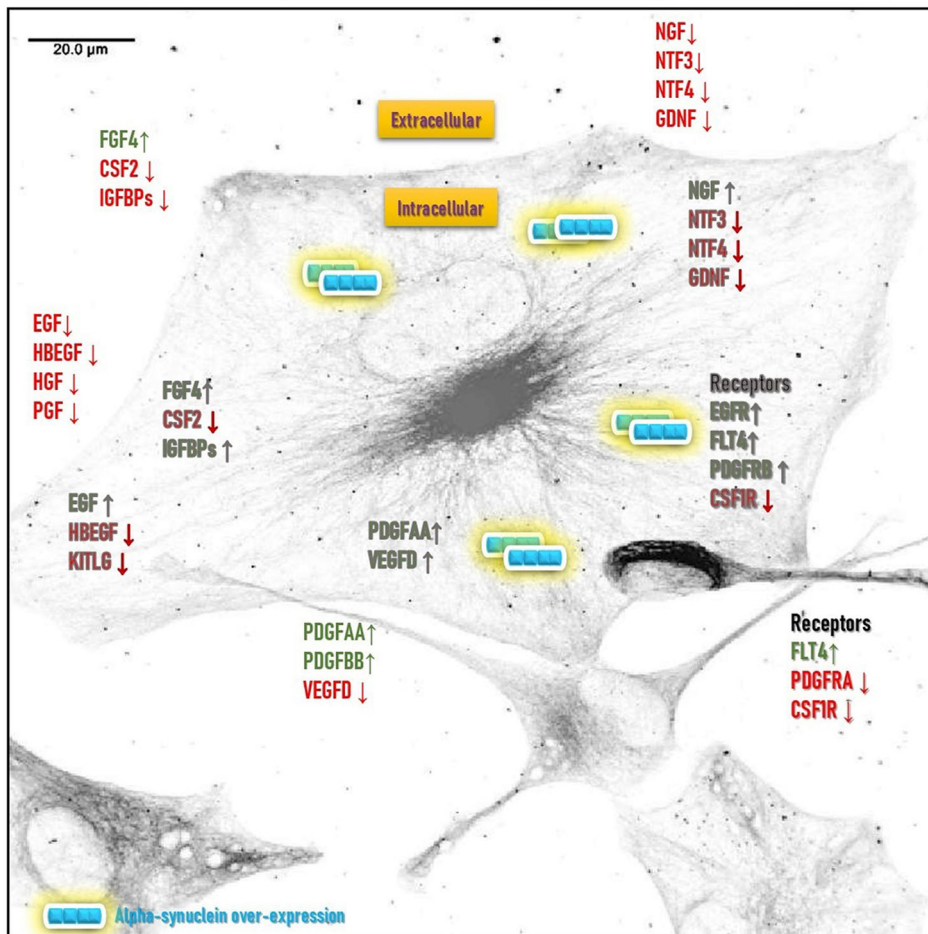 20.0 µm
NGF↓
NTF3↓
NTF4 ↓
GDNF ↓
Extracellular
FGF4↑
CSF2 ↓
IGFBPs ↓
Intracellular
NGF ↑
NTF3 ↓
NTF4 ↓
GDNF ↓
EGF↓
HBEGF ↓
HGF ↓
PGF ↓
FGF4↑
CSF2 ↓
IGFBPs ↑
Receptors
EGFR↑
FLT4↑
PDGFRB ↑
CSF1R ↓
EGF ↑
HBEGF ↓
KITLG ↓
PDGFAA↑
VEGFD ↑
PDGFAA↑
PDGFBB↑
VEGFD ↓
Receptors
FLT4↑
PDGFRA ↓
CSF1R ↓
Alpha-synuclein over-expression